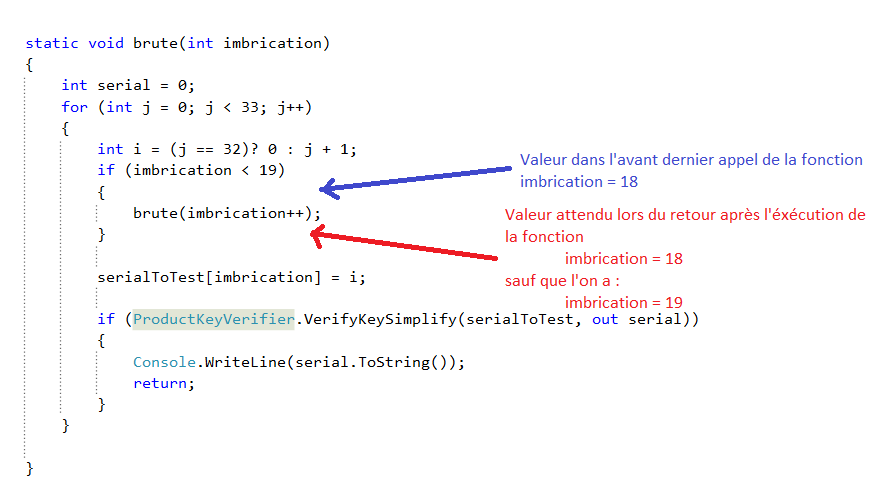 static void brute(int imbrication)
{
int serial = 0;
for (int j = 0; j < 33; j++)
{
int i = (j == 32)? 0 : j + 1;
if (imbrication < 19)
Valeur dans l'avant dernier appel de la fonction
imbrication = 18
{
brute(imbrication++);
}
Valeur attendu lors du retour après l'éxécution de
la fonction
imbrication = 18
sauf que l'on a :
imbrication = 19
serialToTest[imbrication] = i;
if (ProductKeyVerifier.VerifyKeySimplify(serialToTest, out serial))
{
Console.WriteLine(serial.ToString());
return;
}
}
}